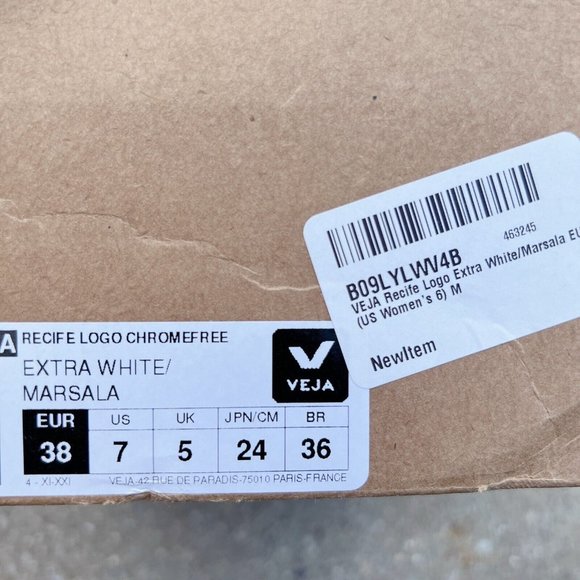 463245
B09LYLWV4B
VEJA Recife Logo Extra White/Marsala EU
(US Women's 6) M
NewItem
A RECIFE LOGO CHROMEFREE
EXTRA WHITE/
MARSALA
VEJA
EUR US UK JPN/CM BR
38 7 5 24 36
4 - XI-XXI VEJA-42 RUE DE PARADIS-75010 PARIS-FRANCE